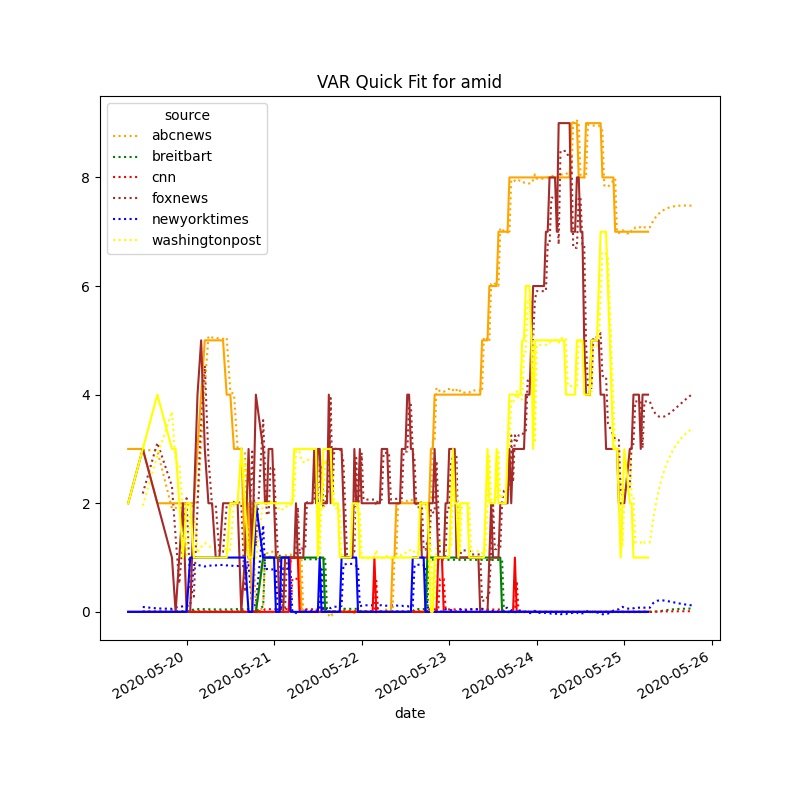 VAR Quick Fit for amid
source
abcnews
breitbart
cnn
foxnews
newyorktimes
washingtonpost
8
6
4
2
0
2020-05-20
2020-05-21
2020-05-22
2020-05-23
2020-05-24
2020-05-25
2020-05-26
date